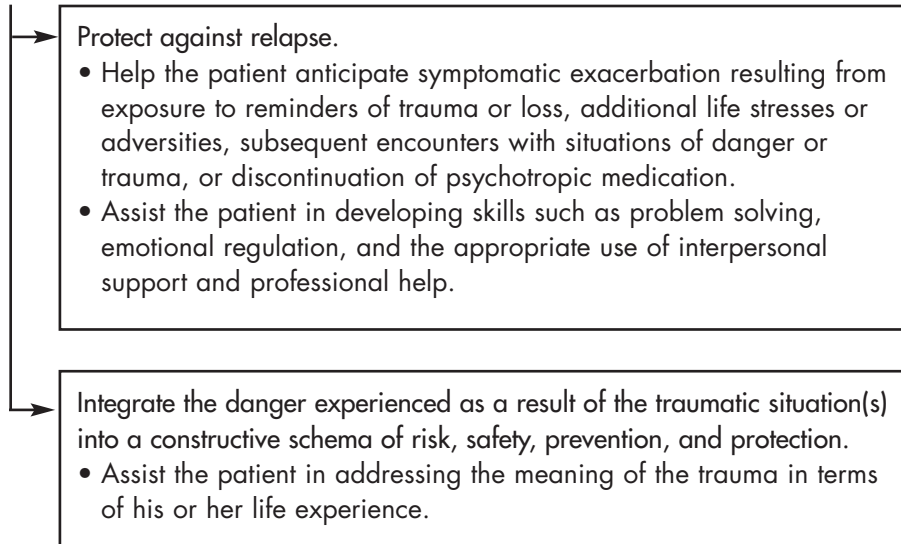 Protect against relapse.
• Help the patient anticipate symptomatic exacerbation resulting from
exposure to reminders of trauma or loss, additional life stresses or
adversities, subsequent encounters with situations of danger or
trauma, or discontinuation of psychotropic medication.
• Assist the patient in developing skills such as problem solving,
emotional regulation, and the appropriate use of interpersonal
support and professional help.
Integrate the danger experienced as a result of the traumatic situation(s)
into a constructive schema of risk, safety, prevention, and protection.
• Assist the patient in addressing the meaning of the trauma in terms
of his or her life experience.